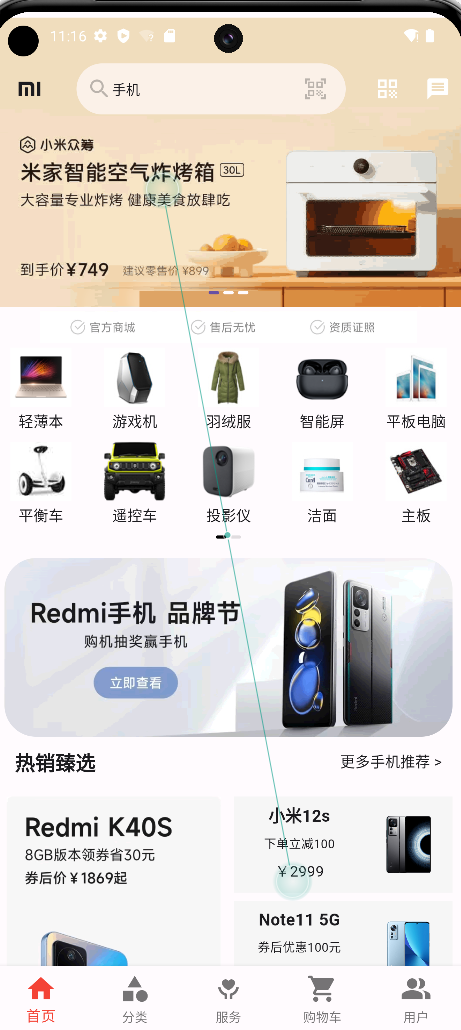 11:16
mi
手机
小米众筹
米家智能空气炸烤箱 30L
大容量专业炸烤 健康美食放肆吃
到手价¥749 建议零售价 ¥899
官方商城 售后无忧 资质证照
轻薄本 游戏机 羽绒服 智能屏 平板电脑
平衡车 遥控车 投影仪 洁面 主板
Redmi手机 品牌节
购机抽奖赢手机
立即查看
热销臻选 更多手机推荐 >
Redmi K40S
8GB版本领券省30元
券后价￥1869起
小米12s
下单立减100
￥2999
Note11 5G
券后优惠100元
首页 分类 服务 购物车 用户